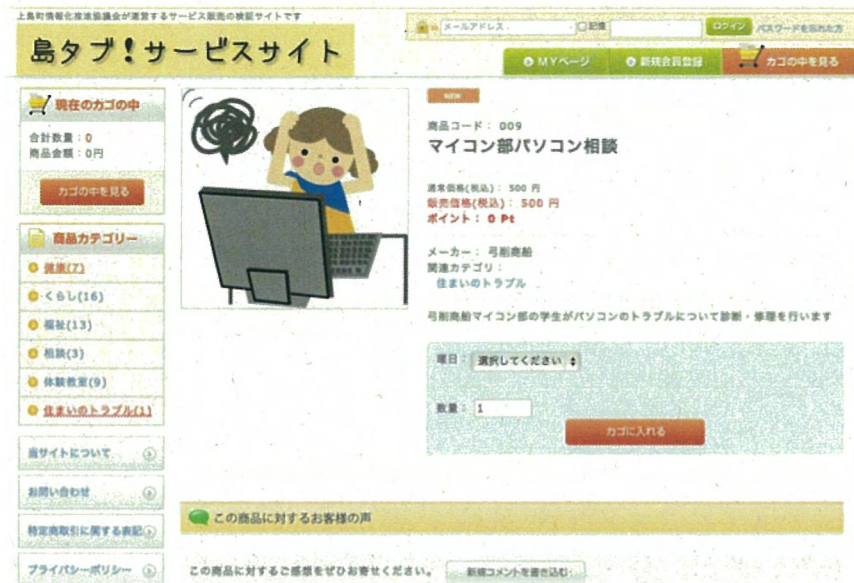 上島町情報化推進協議会が運営するサービス販売の検証サイトです
メールアドレス
記憶
ログイン
パスワードを忘れた方
島タブ！サービスサイト
MYページ
新規会員登録
カゴの中を見る
現在のカゴの中
合計数量：0
商品金額：0円
カゴの中を見る
商品カテゴリー
健康(7)
くらし(16)
福祉(13)
相談(3)
体験教室(9)
住まいのトラブル(1)
当サイトについて
お問い合わせ
特定商取引に関する表記
プライバシーポリシー
NEW
商品コード： 009
マイコン部パソコン相談
通常価格(税込)： 500 円
販売価格(税込)： 500 円
ポイント： 0 Pt
メーカー： 弓削商船
関連カテゴリ：
住まいのトラブル
弓削商船マイコン部の学生がパソコンのトラブルについて診断・修理を行います
曜日： 選択してください
数量： 1
カゴに入れる
この商品に対するお客様の声
この商品に対するご感想をぜひお寄せください。
新規コメントを書き込む